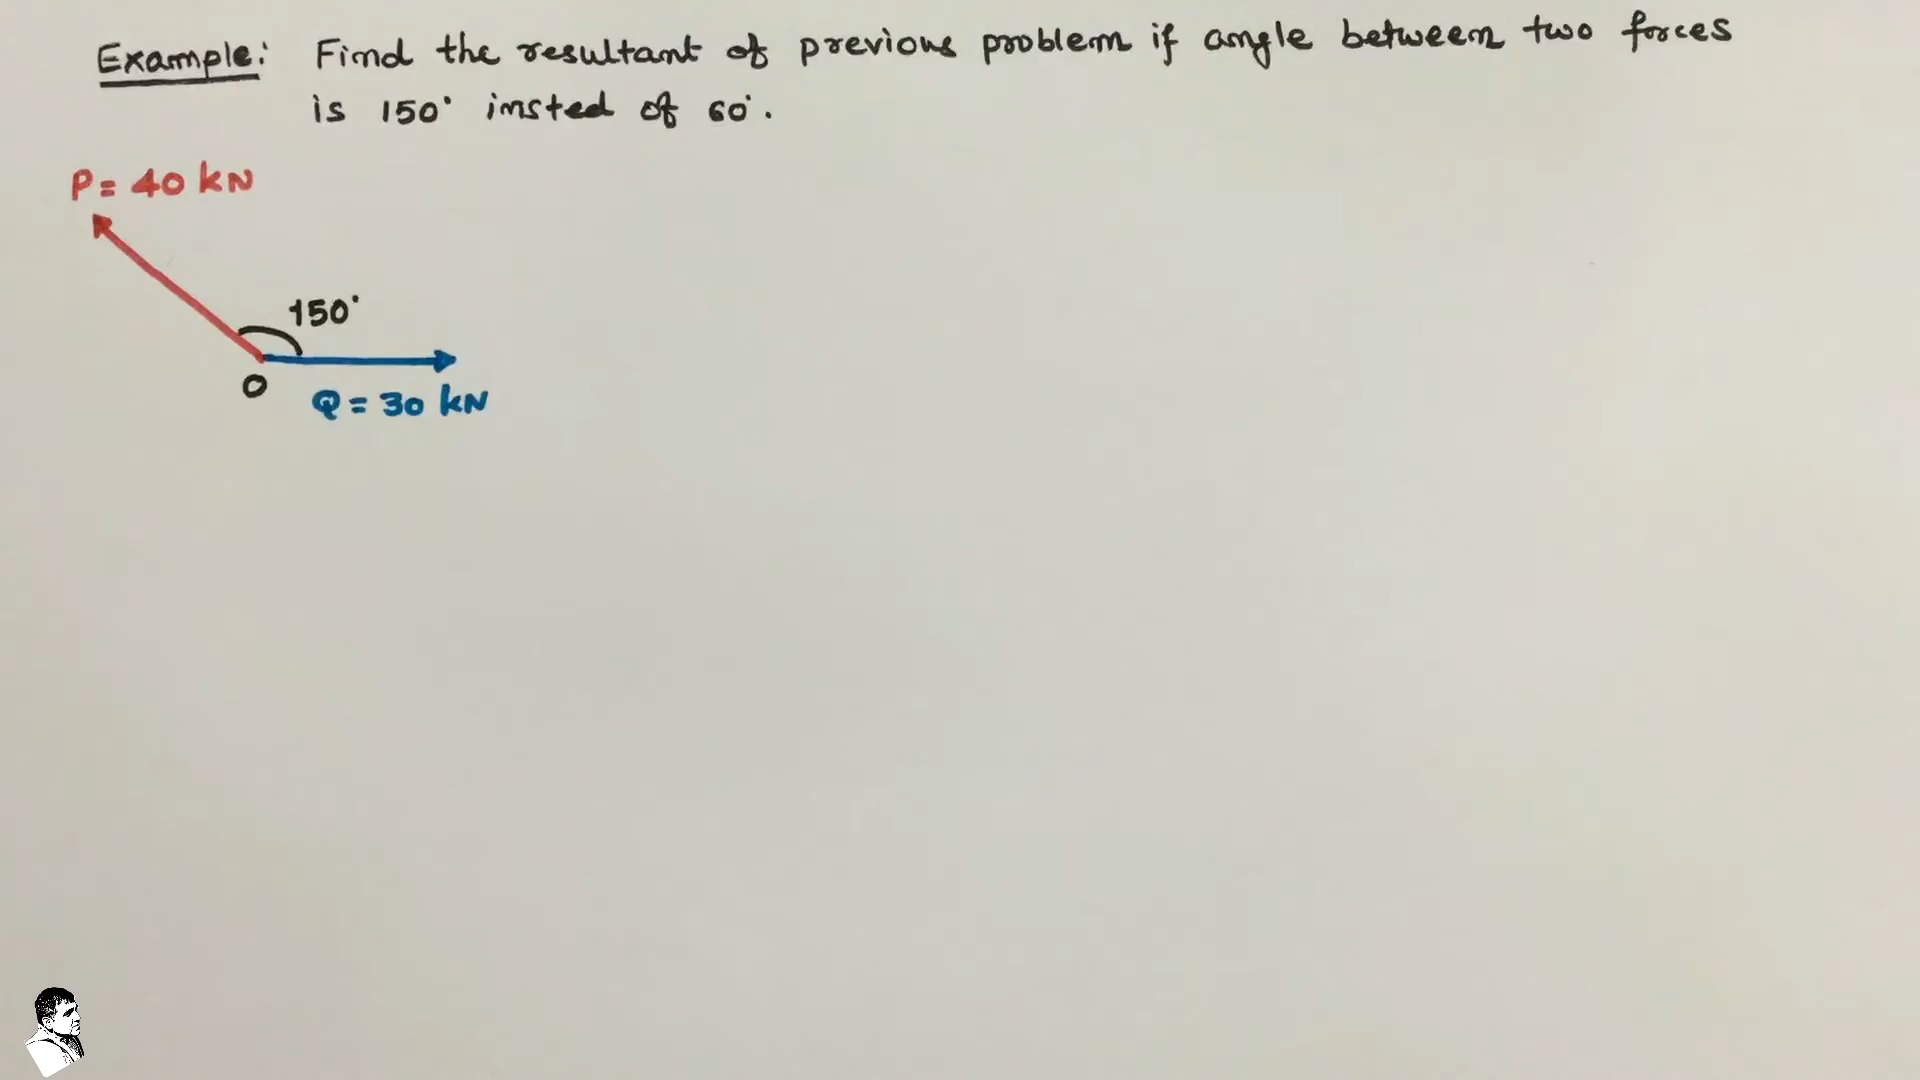 Example: Find the resultant of previous problem if angle between two forces
is 150° insted of 60°.
P = 40 kN
150°
O
Q = 30 kN